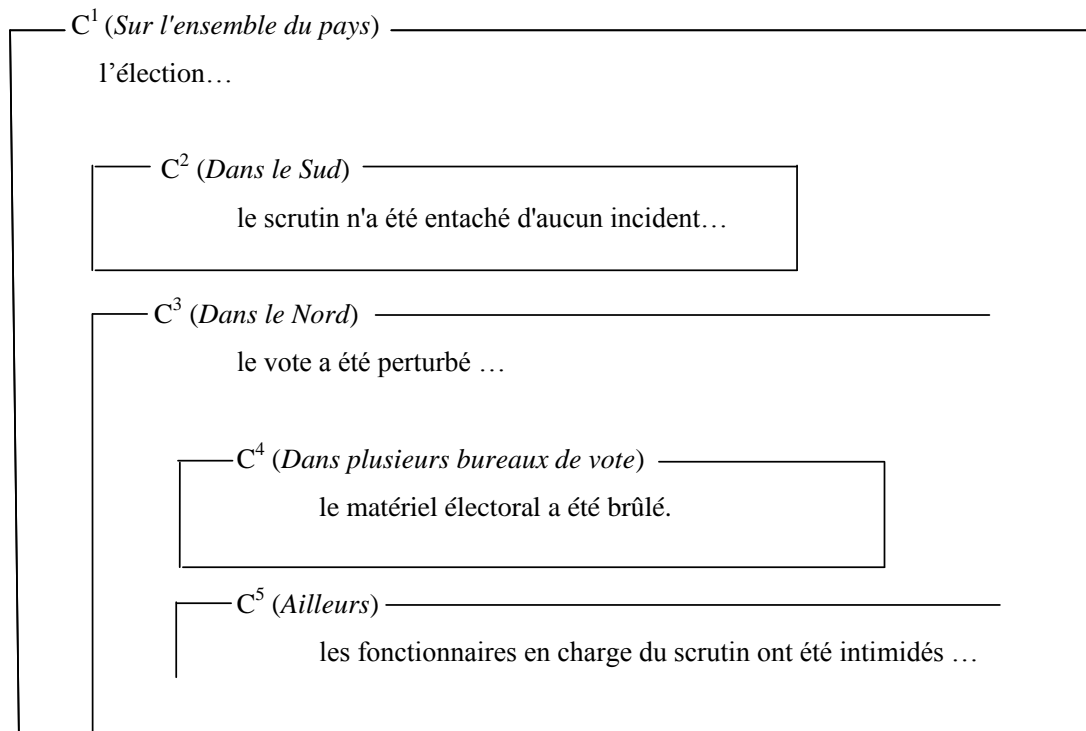 C¹ (Sur l'ensemble du pays)
l’élection…
C² (Dans le Sud)
le scrutin n'a été entaché d'aucun incident…
C³ (Dans le Nord)
le vote a été perturbé …
C⁴ (Dans plusieurs bureaux de vote)
le matériel électoral a été brûlé.
C⁵ (Ailleurs)
les fonctionnaires en charge du scrutin ont été intimidés …